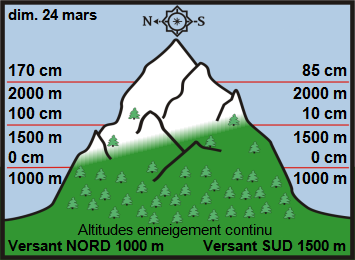 dim. 24 mars
N S
170 cm 85 cm
2000 m 2000 m
100 cm 10 cm
1500 m 1500 m
0 cm 0 cm
1000 m 1000 m
Altitudes enneigement continu
Versant NORD 1000 m Versant SUD 1500 m